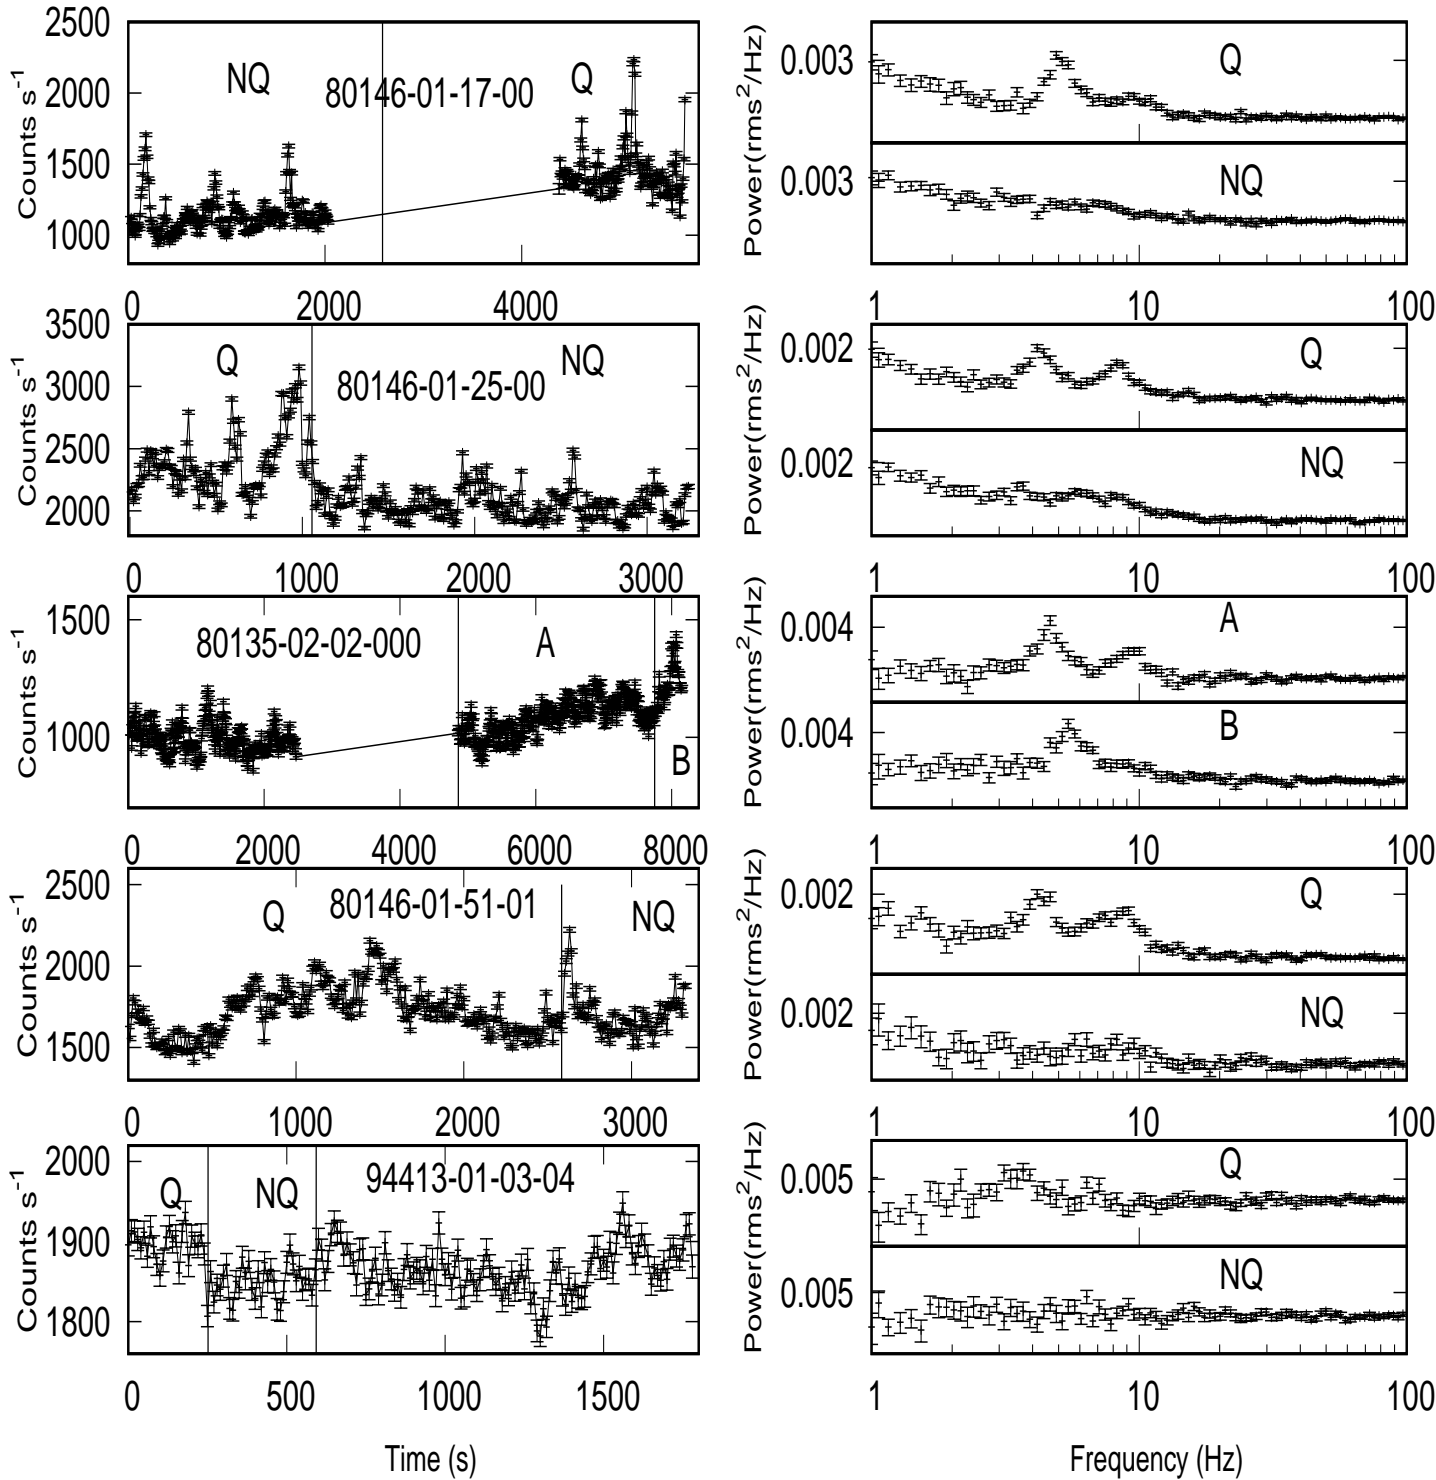 2500
2000
1500
1000
Counts s⁻¹
NQ
80146-01-17-00
Q
0
2000
4000
0.003
0.003
Power(rms²/Hz)
Q
NQ
1
10
100
3500
3000
2500
2000
Counts s⁻¹
Q
80146-01-25-00
NQ
0
1000
2000
3000
0.002
0.002
Power(rms²/Hz)
Q
NQ
1
10
100
1500
1000
Counts s⁻¹
80135-02-02-000
A
B
0
2000
4000
6000
8000
0.004
0.004
Power(rms²/Hz)
A
B
1
10
100
2500
2000
1500
Counts s⁻¹
Q
80146-01-51-01
NQ
0
1000
2000
3000
0.002
0.002
Power(rms²/Hz)
Q
NQ
1
10
100
2000
1900
1800
Counts s⁻¹
Q
NQ
94413-01-03-04
0
500
1000
1500
Time (s)
0.005
0.005
Power(rms²/Hz)
Q
NQ
1
10
100
Frequency (Hz)